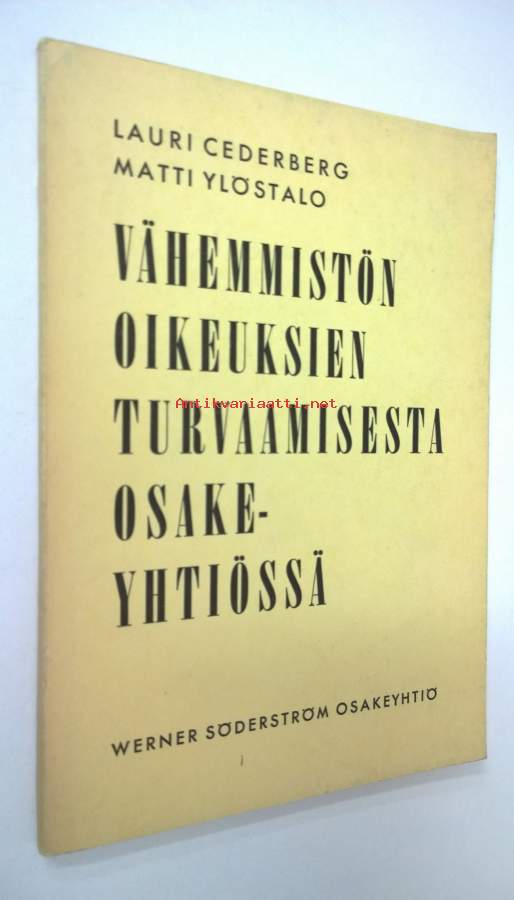 LAURI CEDERBERG
MATTI YLÖSTALO
VÄHEMMISTÖN
OIKEUKSIEN
Antikvariaatti.net
TURVAAMISESTA
OSAKE-
YHTIÖSSÄ
WERNER SÖDERSTRÖM OSAKEYHTIÖ